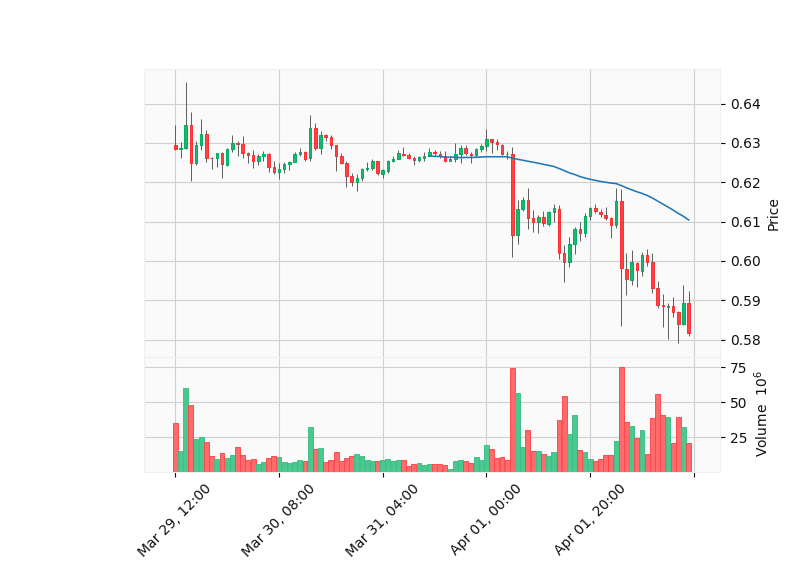 0.64
0.63
0.62
0.61
0.60
0.59
0.58
Price
75
50
25
Volume 10⁶
Mar 29, 12:00
Mar 30, 08:00
Mar 31, 04:00
Apr 01, 00:00
Apr 01, 20:00